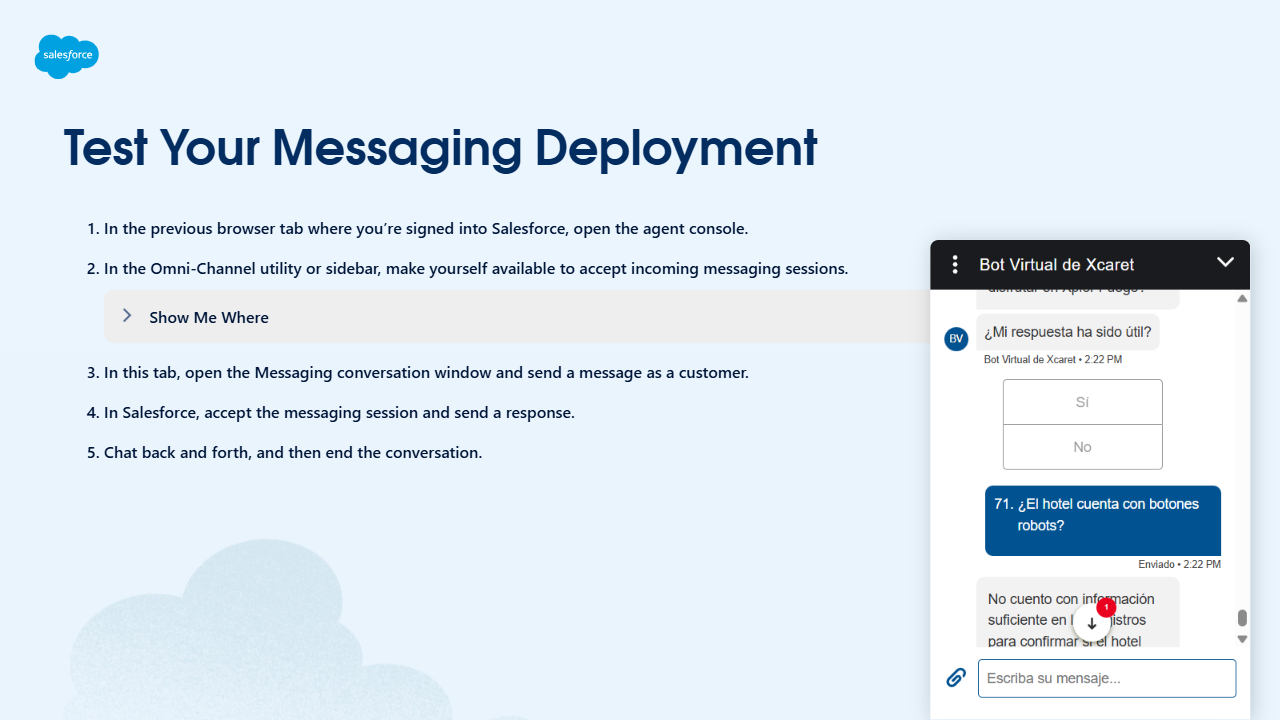 salesforce
Test Your Messaging Deployment
1. In the previous browser tab where you’re signed into Salesforce, open the agent console.
2. In the Omni-Channel utility or sidebar, make yourself available to accept incoming messaging sessions.
Show Me Where
3. In this tab, open the Messaging conversation window and send a message as a customer.
4. In Salesforce, accept the messaging session and send a response.
5. Chat back and forth, and then end the conversation.
Bot Virtual de Xcaret
disfrutar en Xplor Fuego?
BV
¿Mi respuesta ha sido útil?
Bot Virtual de Xcaret • 2:22 PM
Sí
No
71. ¿El hotel cuenta con botones
robots?
Enviado • 2:22 PM
No cuento con información
1
suficiente en
istros
para confirmar si el hotel
Escriba su mensaje...